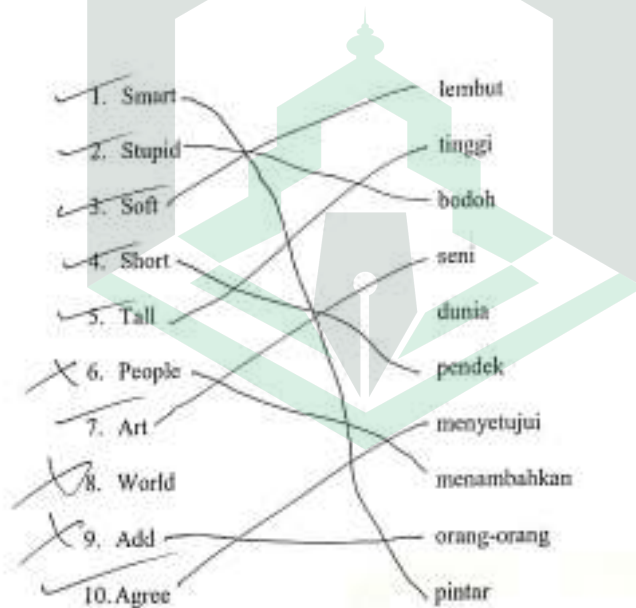 1. Smart lembut
2. Stupid tinggi
3. Soft bodoh
4. Short seni
5. Tall dunia
6. People pendek
7. Art menyetujui
8. World menambahkan
9. Add orang-orang
10. Agree pintar